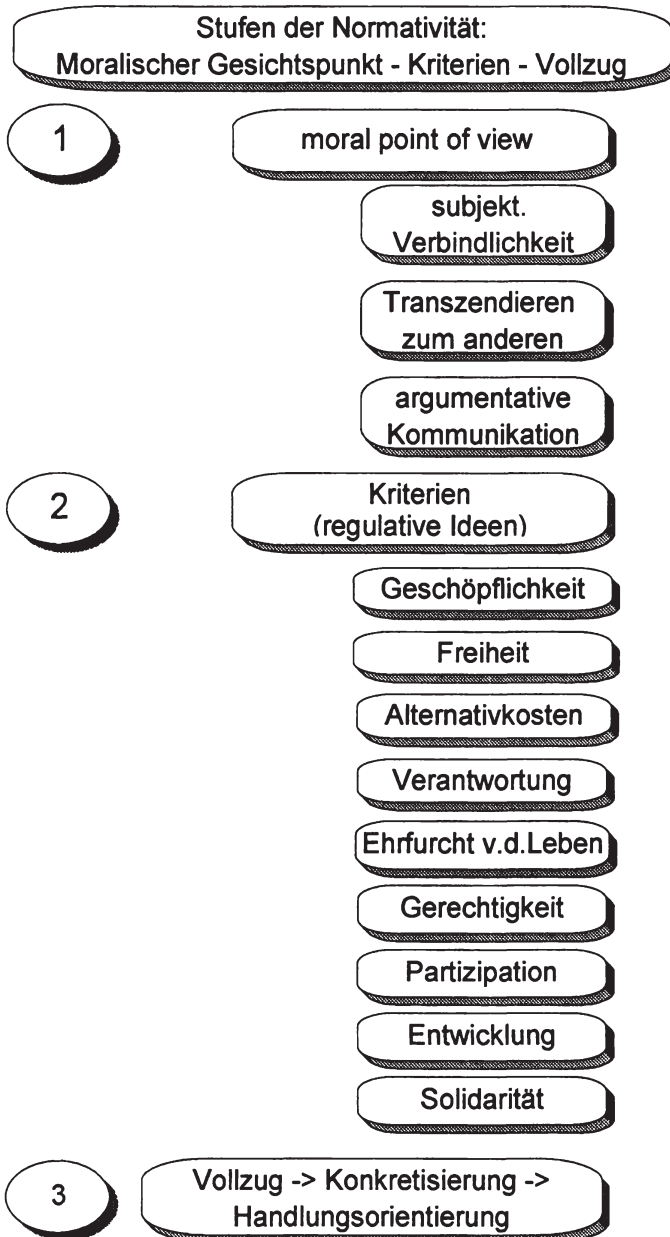 Stufen der Normativität:
Moralischer Gesichtspunkt - Kriterien - Vollzug
1
moral point of view
subjekt.
Verbindlichkeit
Transzendieren
zum anderen
argumentative
Kommunikation
2
Kriterien
(regulative Ideen)
Geschöpflichkeit
Freiheit
Alternativkosten
Verantwortung
Ehrfurcht v.d.Leben
Gerechtigkeit
Partizipation
Entwicklung
Solidarität
3
Vollzug -> Konkretisierung ->
Handlungsorientierung